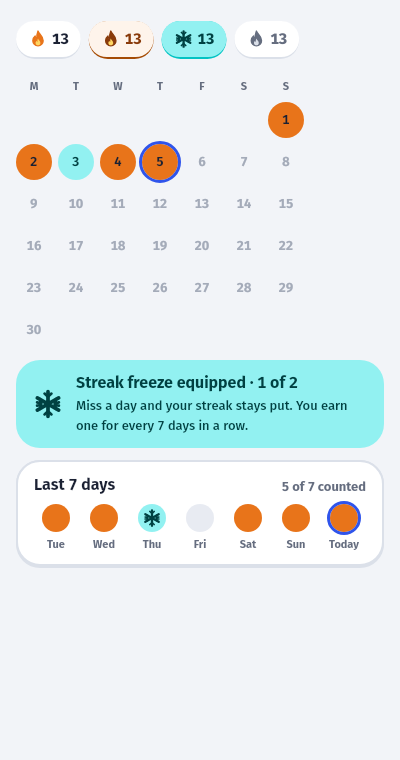 13 13 13 13
M T W T F S S
1
2 3 4 5 6 7 8
9 10 11 12 13 14 15
16 17 18 19 20 21 22
23 24 25 26 27 28 29
30
Streak freeze equipped · 1 of 2
Miss a day and your streak stays put. You earn
one for every 7 days in a row.
Last 7 days 5 of 7 counted
Tue Wed Thu Fri Sat Sun Today